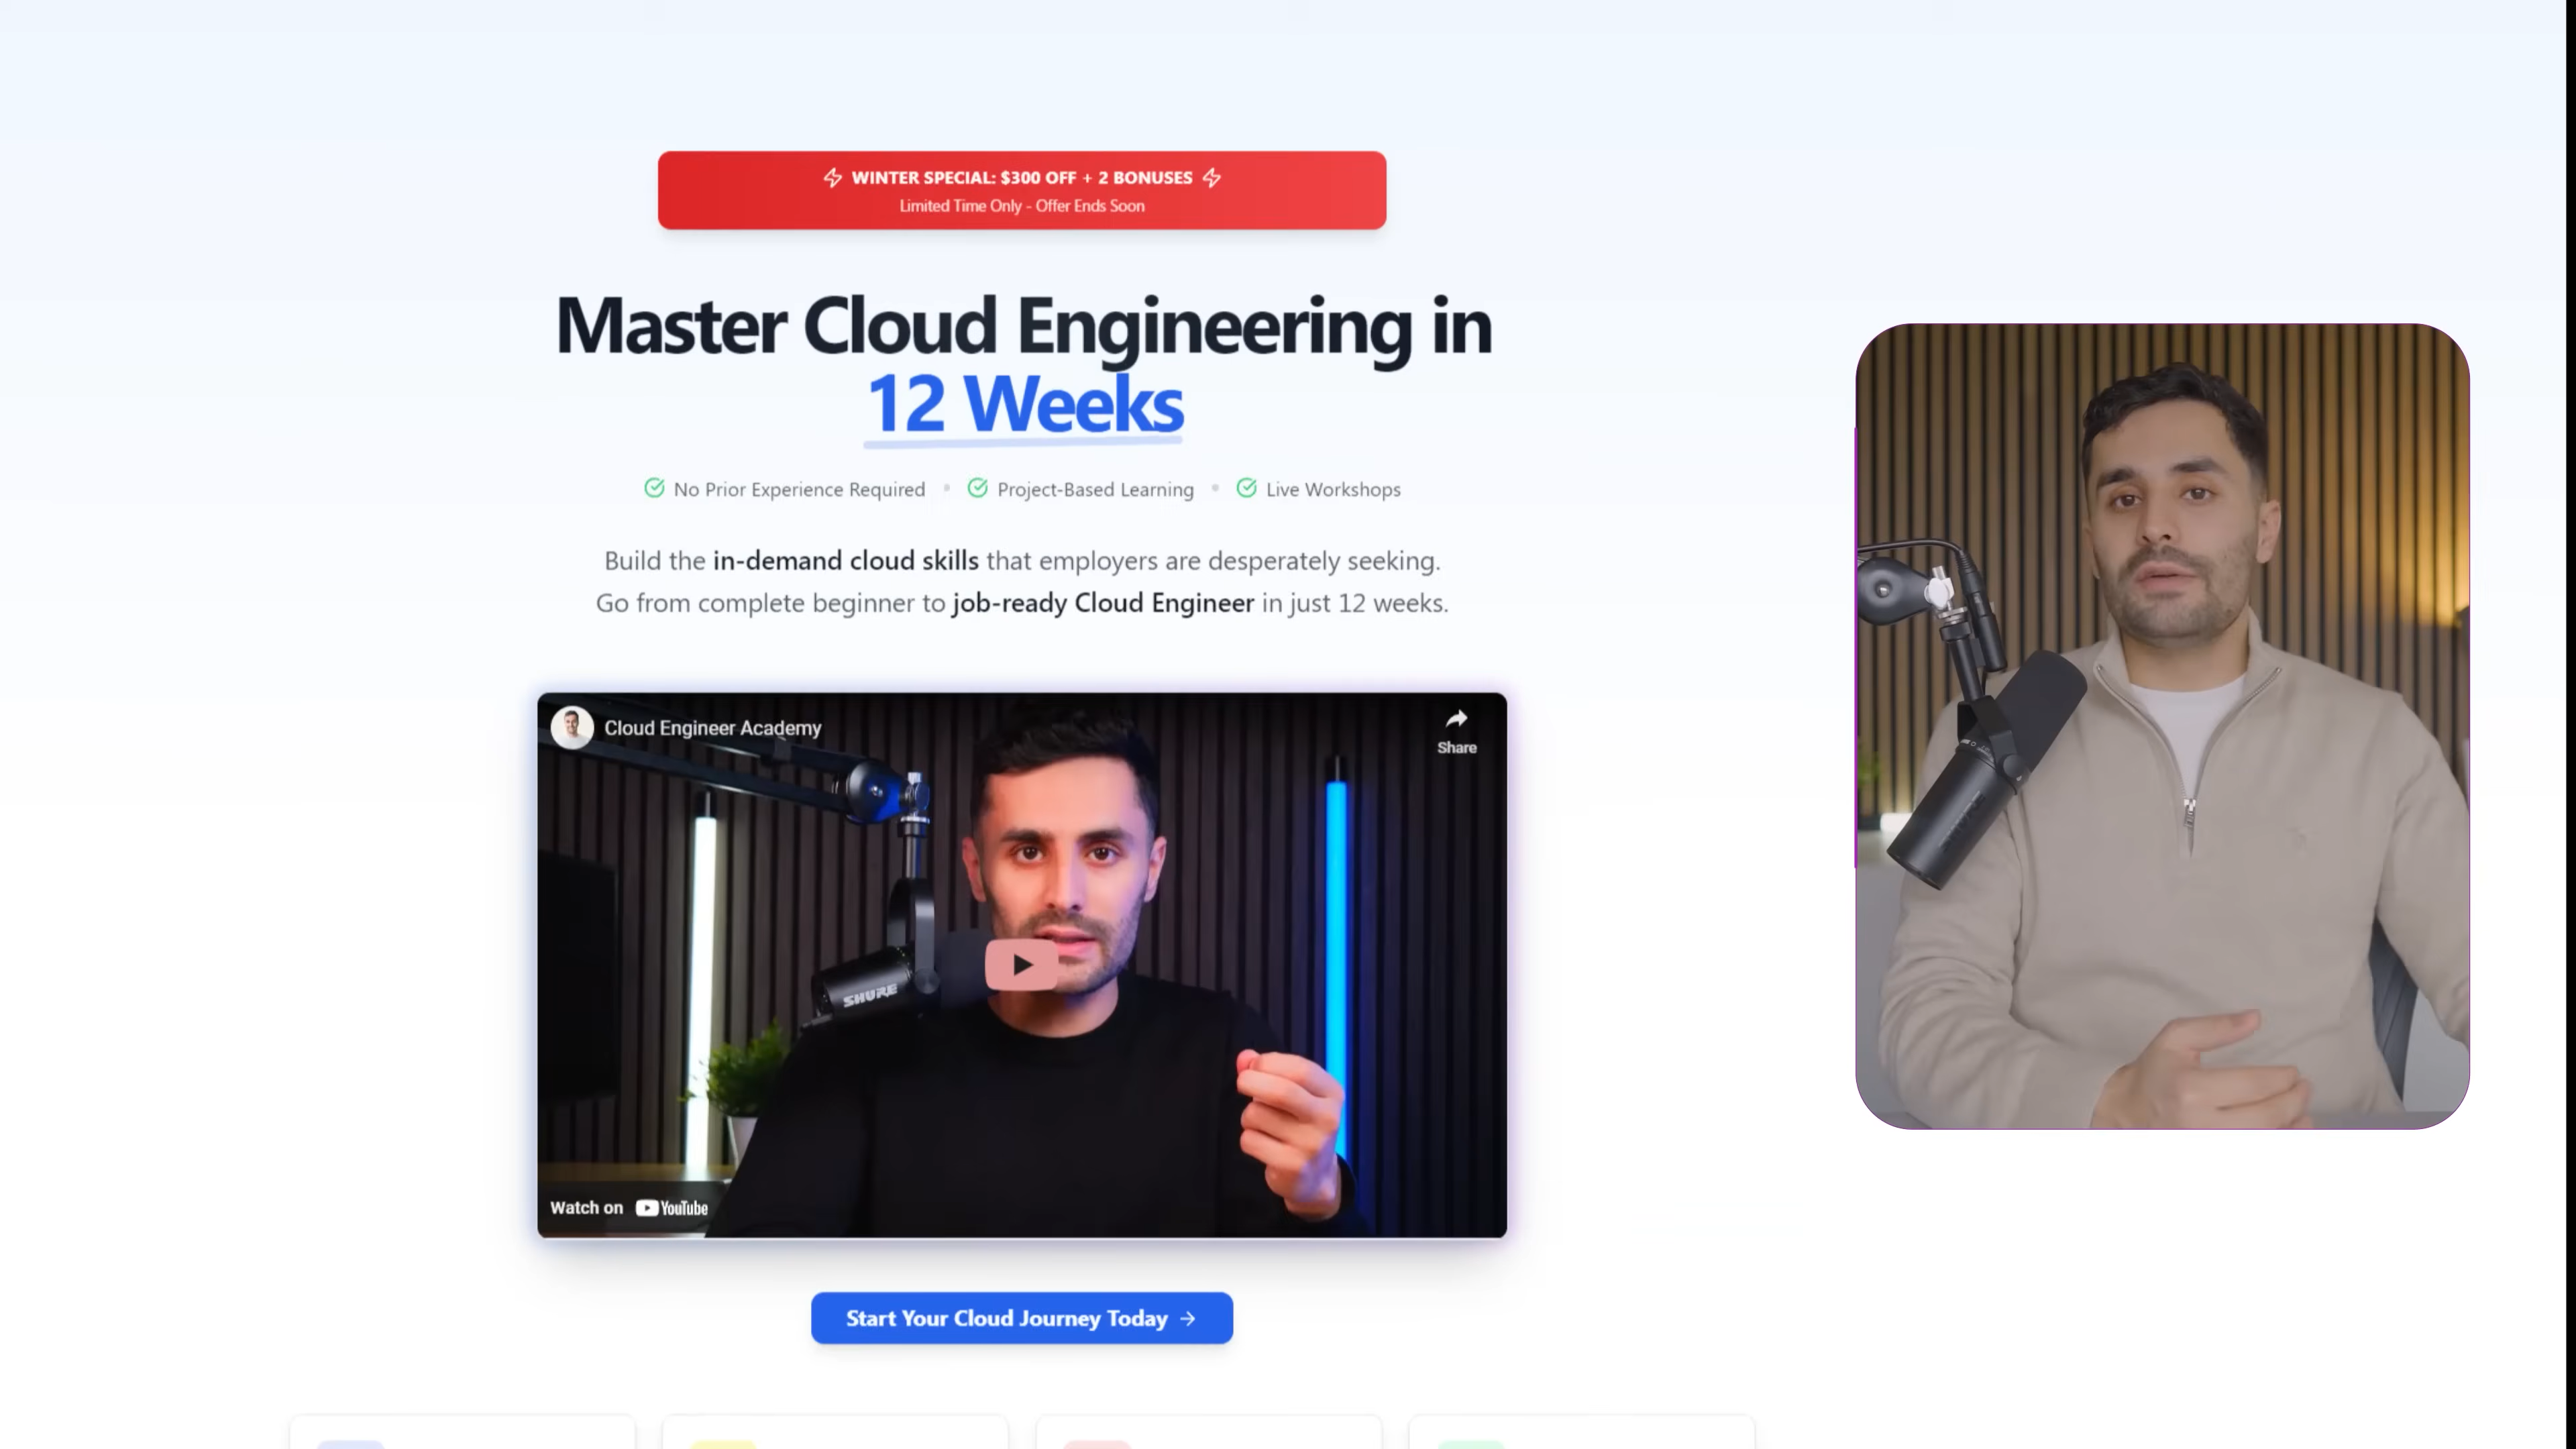 WINTER SPECIAL: $300 OFF + 2 BONUSES
Limited Time Only - Offer Ends Soon
Master Cloud Engineering in
12 Weeks
No Prior Experience Required • Project-Based Learning • Live Workshops
Build the in-demand cloud skills that employers are desperately seeking.
Go from complete beginner to job-ready Cloud Engineer in just 12 weeks.
Cloud Engineer Academy
Share
SHURE
Watch on YouTube
Start Your Cloud Journey Today →